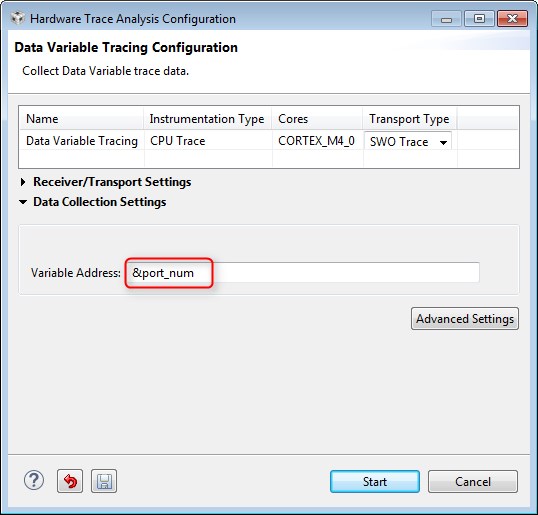 Hardware Trace Analysis Configuration
Data Variable Tracing Configuration
Collect Data Variable trace data.
Name Instrumentation Type Cores Transport Type
Data Variable Tracing CPU Trace CORTEX_M4_0 SWO Trace
Receiver/Transport Settings
Data Collection Settings
Variable Address: &port_num
Advanced Settings
? Start Cancel